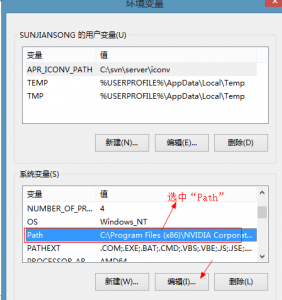 环境变量
SUNJIANSONG 的用户变量(U)
变量 值
APR_ICONV_PATH C:\svn\server\iconv
TEMP %USERPROFILE%\AppData\Local\Temp
TMP %USERPROFILE%\AppData\Local\Temp
新建(N)... 编辑(E)... 删除(D)
系统变量(S)
选中“Path”
变量 值
NUMBER_OF_PR... 4
OS Windows_NT
Path C:\Program Files (x86)\NVIDIA Corporat...
PATHEXT .COM;.EXE;.BAT;.CMD;.VBS;.VBE;.JS;.JSE;...
PROCESSOR_AR AMD64
新建(W)... 编辑(I)... 删除(L)